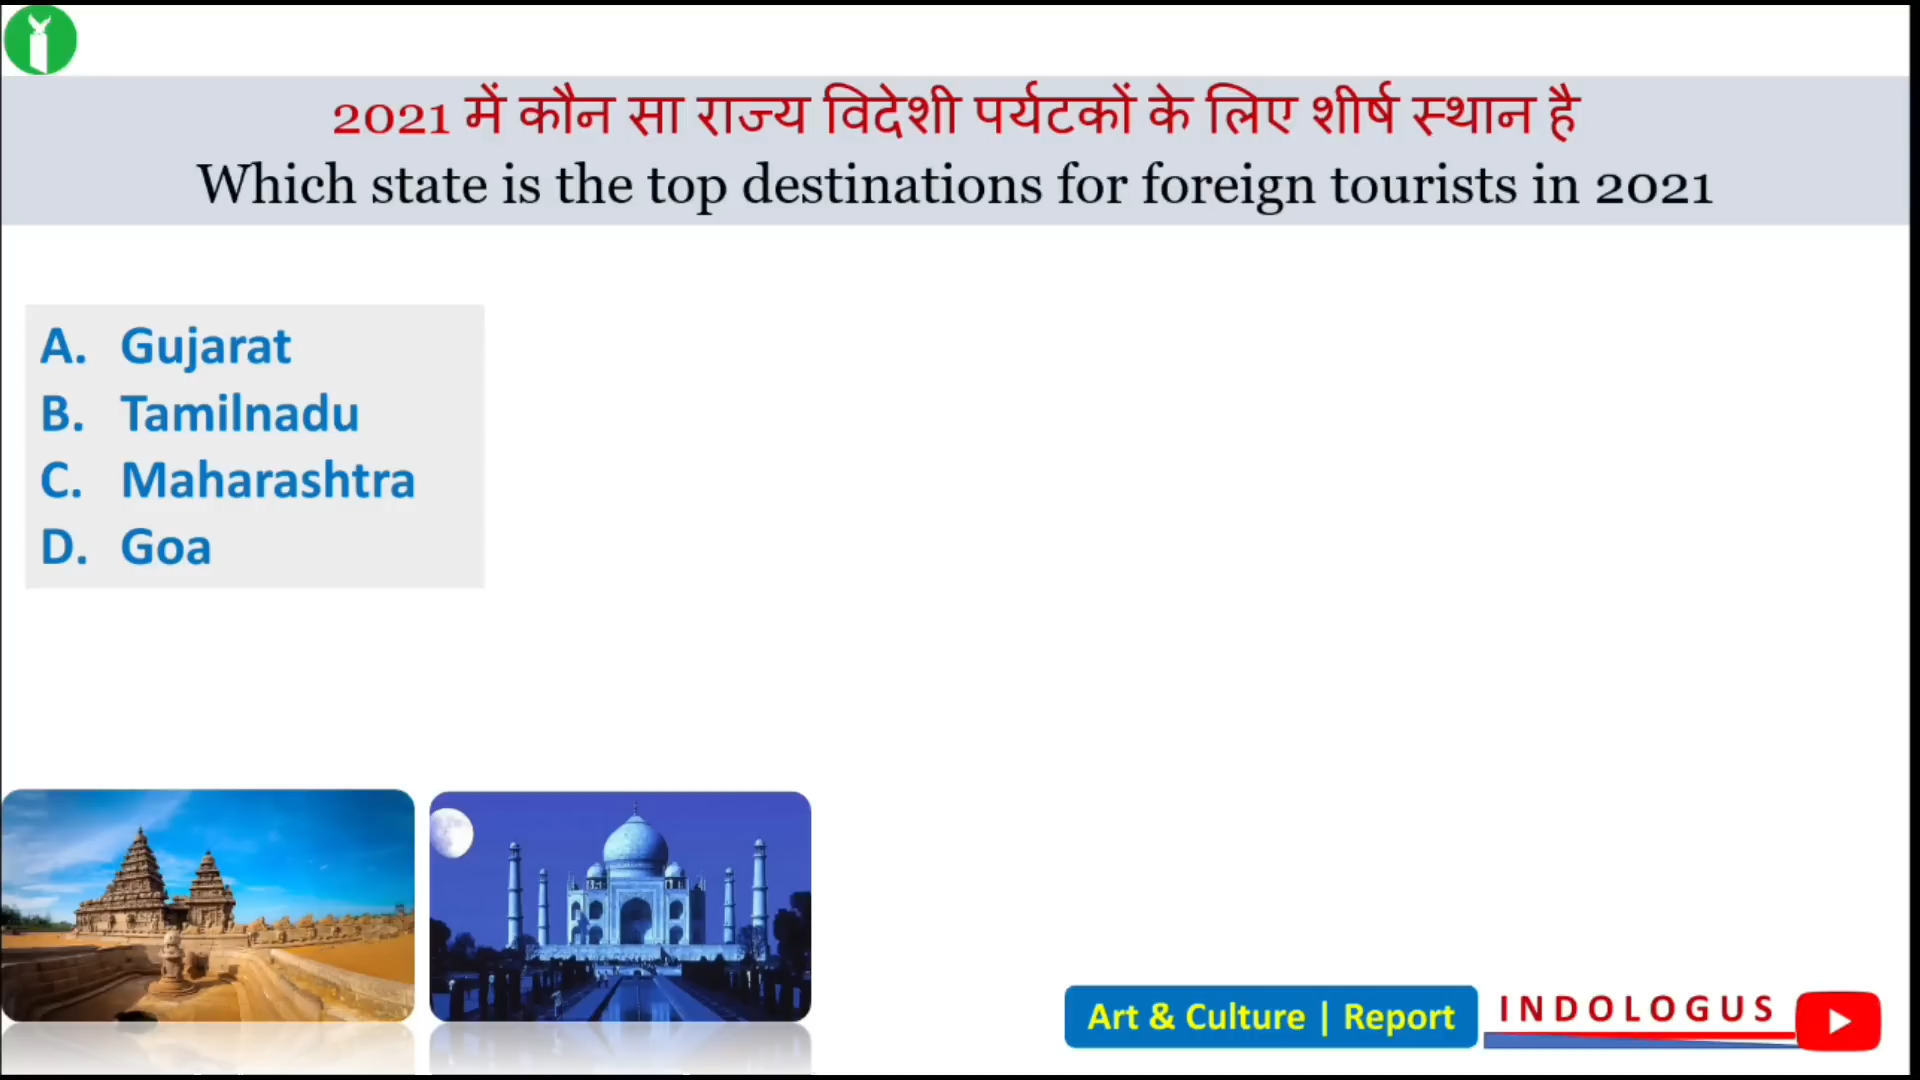 2021 में कौन सा राज्य विदेशी पर्यटकों के लिए शीर्ष स्थान है
Which state is the top destinations for foreign tourists in 2021
A. Gujarat
B. Tamilnadu
C. Maharashtra
D. Goa
Art & Culture | Report
INDOLOGUS